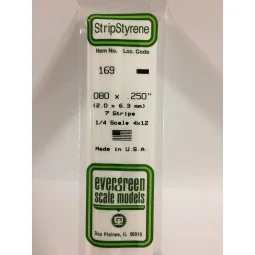 StripStyrene
Item No. Loc. Code
169
.080 x .250"
(2.0 x 6.3 mm)
7 Strips
1/4 Scale 4x12
Made in U.S.A.
evergreen
scale models
Des Plaines, IL 60018